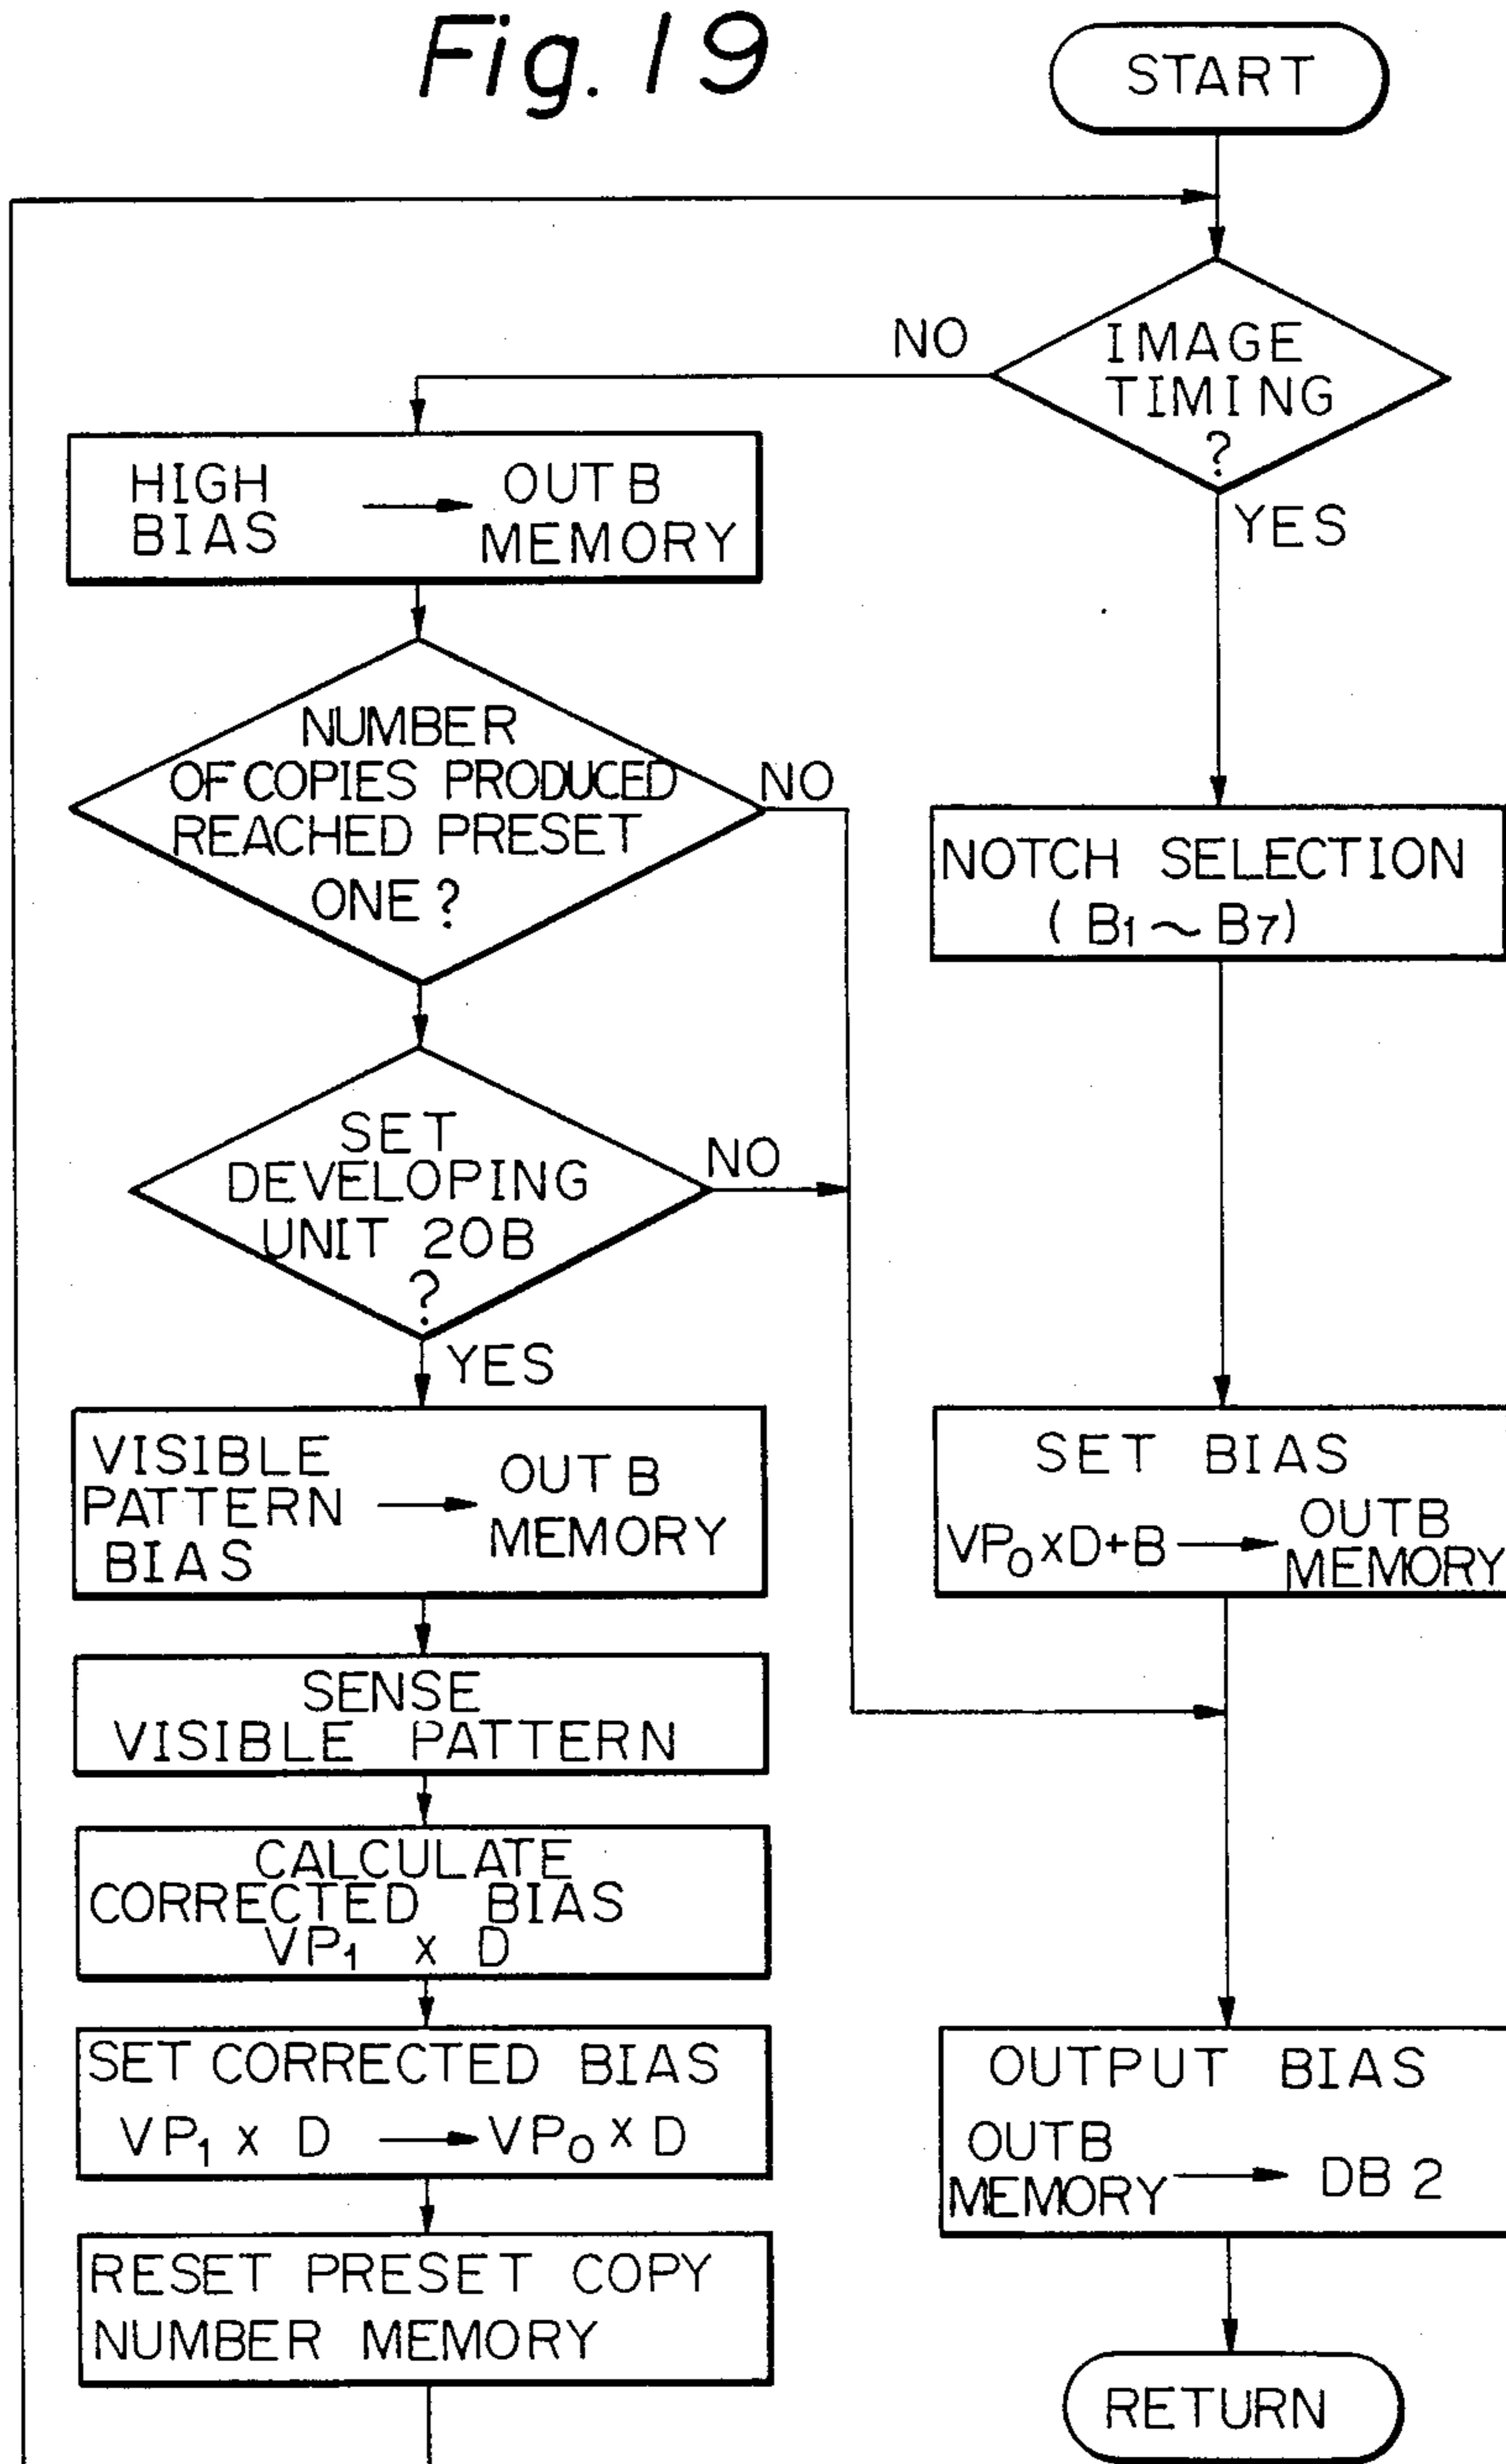 Fig. 19
START
IMAGE
TIMING
?
NO
YES
HIGH
BIAS
OUTB
MEMORY
NUMBER
OF COPIES PRODUCED
REACHED PRESET
ONE?
NO
NOTCH SELECTION
(B1~B7)
SET
DEVELOPING
UNIT 20B
?
NO
YES
VISIBLE
PATTERN
BIAS
→
OUTB
MEMORY
SET BIAS
VP0xD+B → OUTB
MEMORY
SENSE
VISIBLE PATTERN
CALCULATE
CORRECTED BIAS
VP1 x D
SET CORRECTED BIAS
VP1 x D → VP0 x D
OUTPUT BIAS
OUTB
MEMORY → DB 2
RESET PRESET COPY
NUMBER MEMORY
RETURN